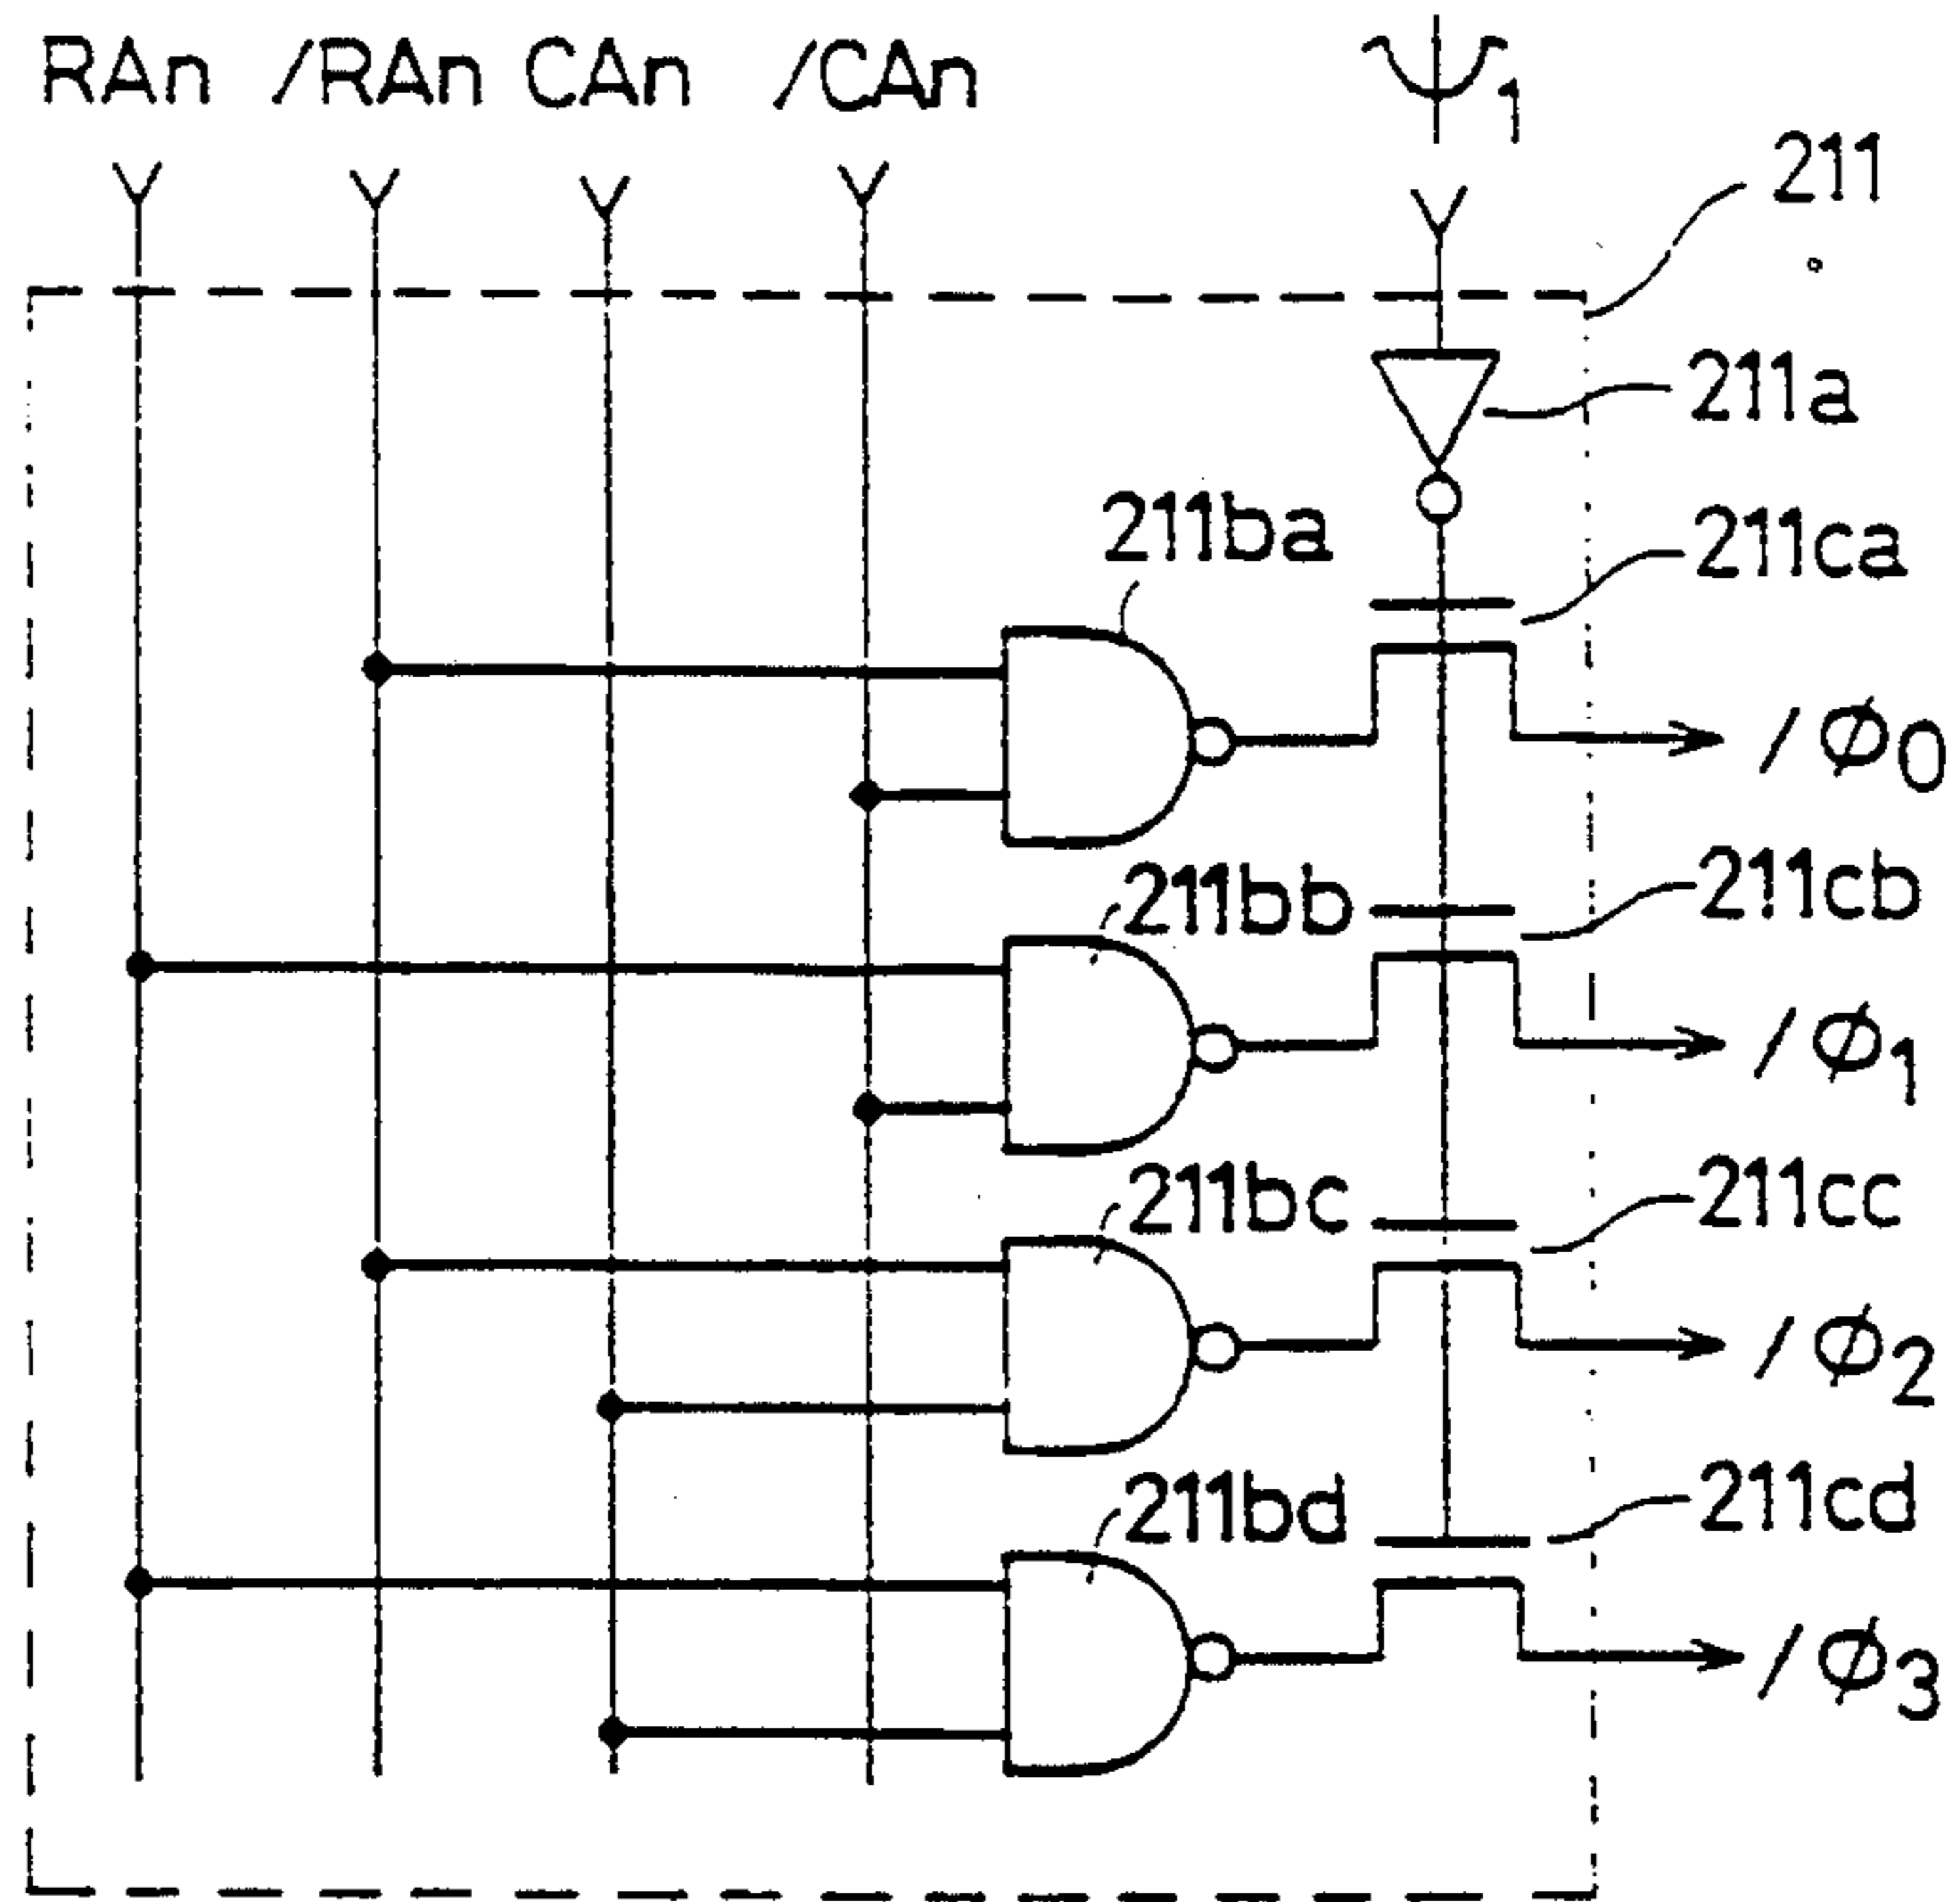 RAn /RAn CAn /CAn ψ1
211
211a
211ba
211ca
/φ0
211bb
211cb
/φ1
211bc
211cc
/φ2
211bd
211cd
/φ3